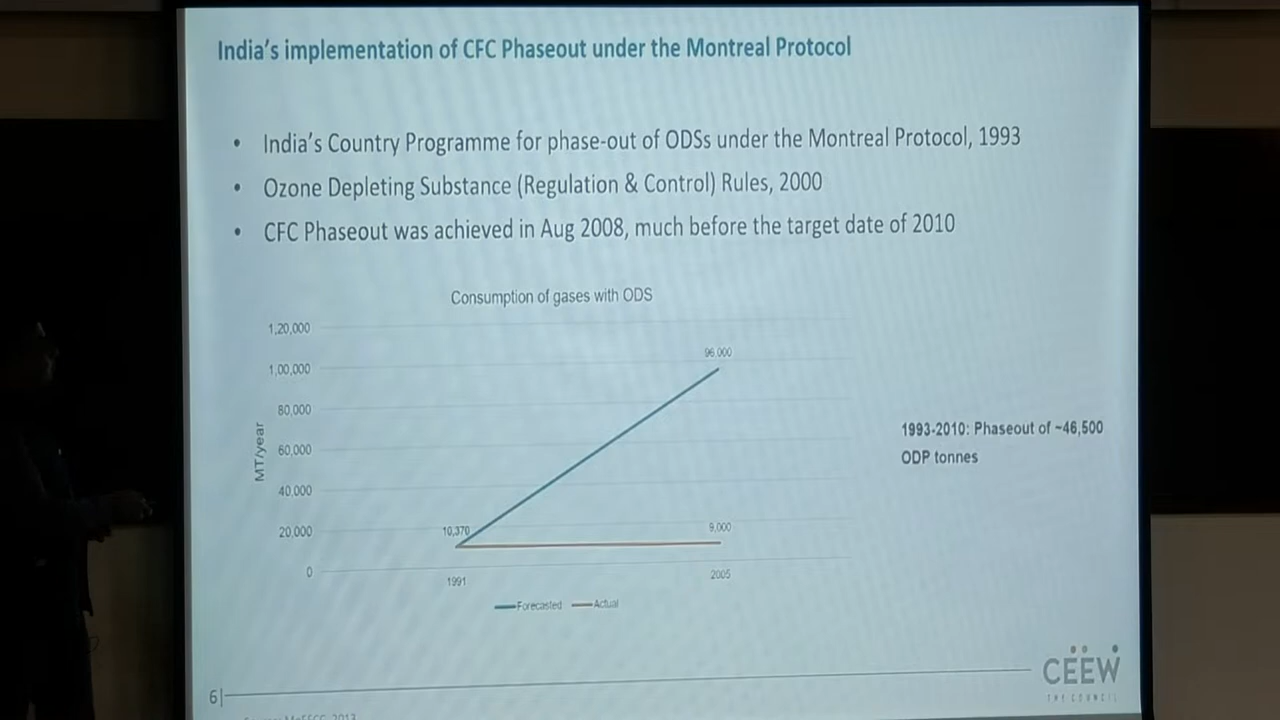 India's implementation of CFC Phaseout under the Montreal Protocol
• India's Country Programme for phase-out of ODSs under the Montreal Protocol, 1993
• Ozone Depleting Substance (Regulation & Control) Rules, 2000
• CFC Phaseout was achieved in Aug 2008, much before the target date of 2010
Consumption of gases with ODS
1,20,000
1,00,000
80,000
60,000
40,000
20,000
0
MT/year
96,000
10,370
9,000
1991
2005
Forecasted
Actual
1993-2010: Phaseout of ~46,500
ODP tonnes
CEEW
THE COUNCIL
6